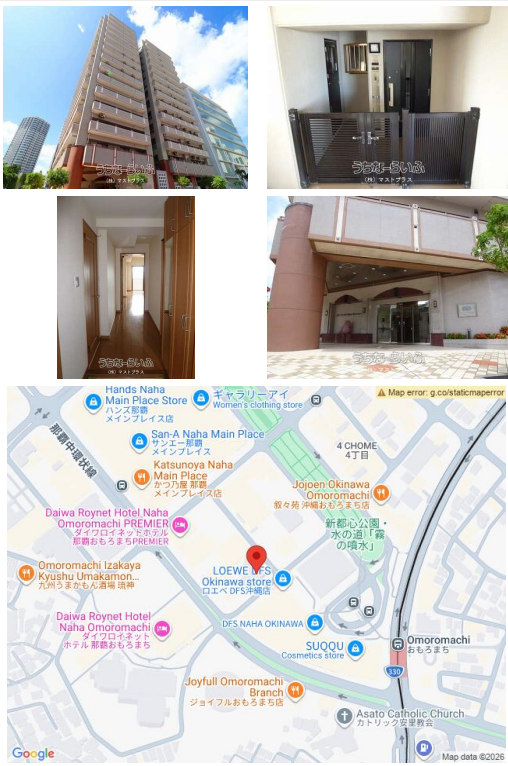 うちなーらいふ
(株)マストプラス
うちなーらいふ
(株)マストプラス
うちなーらいふ
(株)マストプラス
うちなーらいふ
(株)マストプラス
Map error: g.co/staticmaperror
Hands Naha
Main Place Store
ハンズ那覇
メインプレイス店
ギャラリーアイ
Women's clothing store
那覇中環状線
San-A Naha Main Place
サンエー那覇
メインプレイス
4 CHOME
4丁目
Katsunoya Naha
Main Place
かつ乃屋 那覇
メインプレイス店
Jojoen Okinawa
Omoromachi
叙々苑 沖縄おもろまち店
Daiwa Roynet Hotel Naha
Omoromachi PREMIER
ダイワロイネットホテル
那覇おもろまちPREMIER
新都心公園・
水の道「霧
の噴水」
Omoromachi Izakaya
Kyushu Umakamon...
九州うまかもん酒場 琉神
LOEWE DFS
Okinawa store
ロエベ DFS沖縄店
Daiwa Roynet Hotel
Naha Omoromachi
ダイワロイネット
ホテル 那覇おもろまち
DFS NAHA OKINAWA
SUQQU
Cosmetics store
Omoromachi
おもろまち
330
Joyfull Omoromachi
Branch
ジョイフルおもろまち店
Asato Catholic Church
カトリック安里教会
Google
Map data ©2026